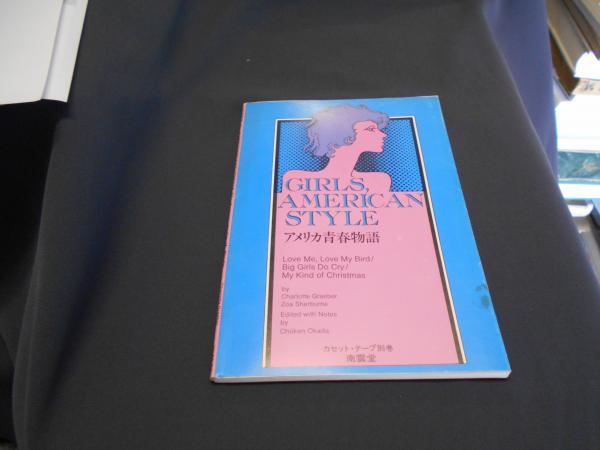 GIRLS,
AMERICAN
STYLE
アメリカ青春物語
Love Me, Love My Bird/
Big Girls Do Cry/
My Kind of Christmas
by
Charlotte Graeber
Zoa Sherburne
Edited with Notes
by
Chōken Okada
カセット・テープ別巻
南雲堂